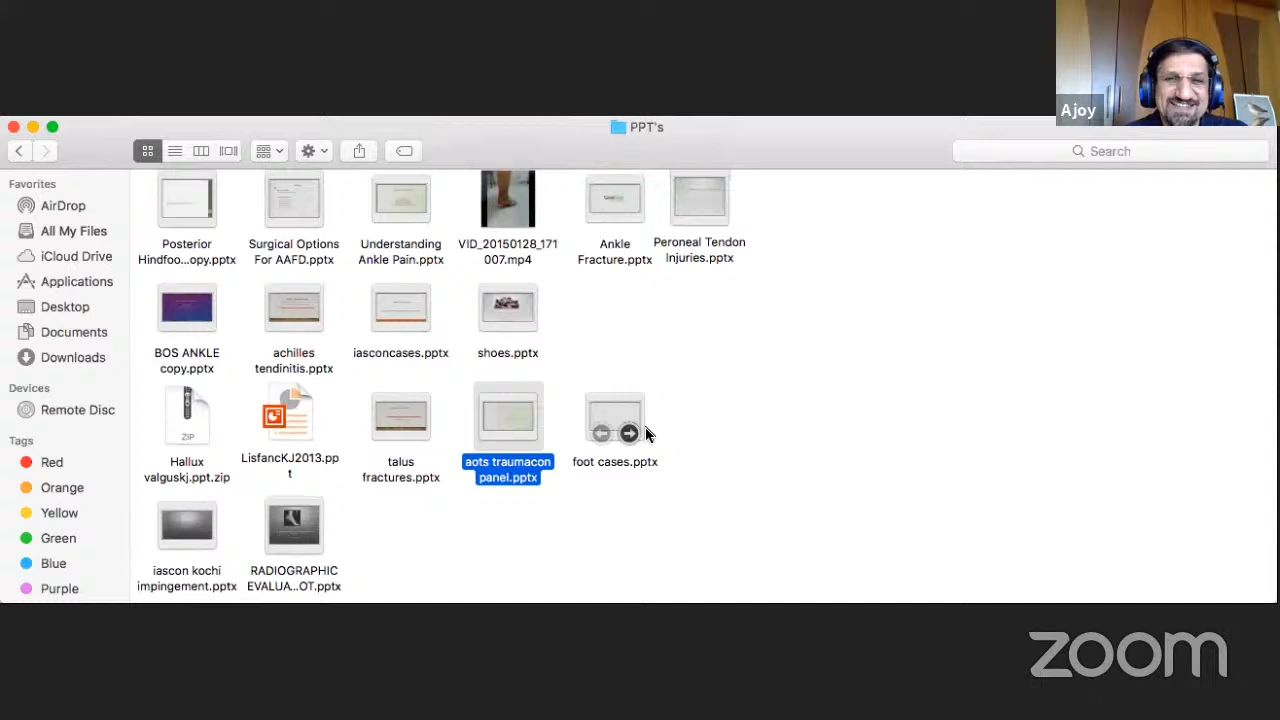 Ajoy
PPT's
Search
Favorites
AirDrop
All My Files
iCloud Drive
Applications
Desktop
Documents
Downloads
Devices
Remote Disc
Tags
Red
Orange
Yellow
Green
Blue
Purple
Posterior
Hindfoo...opy.pptx
Surgical Options
For AAFD.pptx
Understanding
Ankle Pain.pptx
VID_20150128_171
007.mp4
Ankle
Fracture.pptx
Peroneal Tendon
Injuries.pptx
BOS ANKLE
copy.pptx
achilles
tendinitis.pptx
iasconcases.pptx
shoes.pptx
ZIP
Hallux
valguskj.ppt.zip
LisfancKJ2013.pp
t
talus
fractures.pptx
aots traumacon
panel.pptx
foot cases.pptx
iascon kochi
impingement.pptx
RADIOGRAPHIC
EVALUA...OT.pptx
zoom